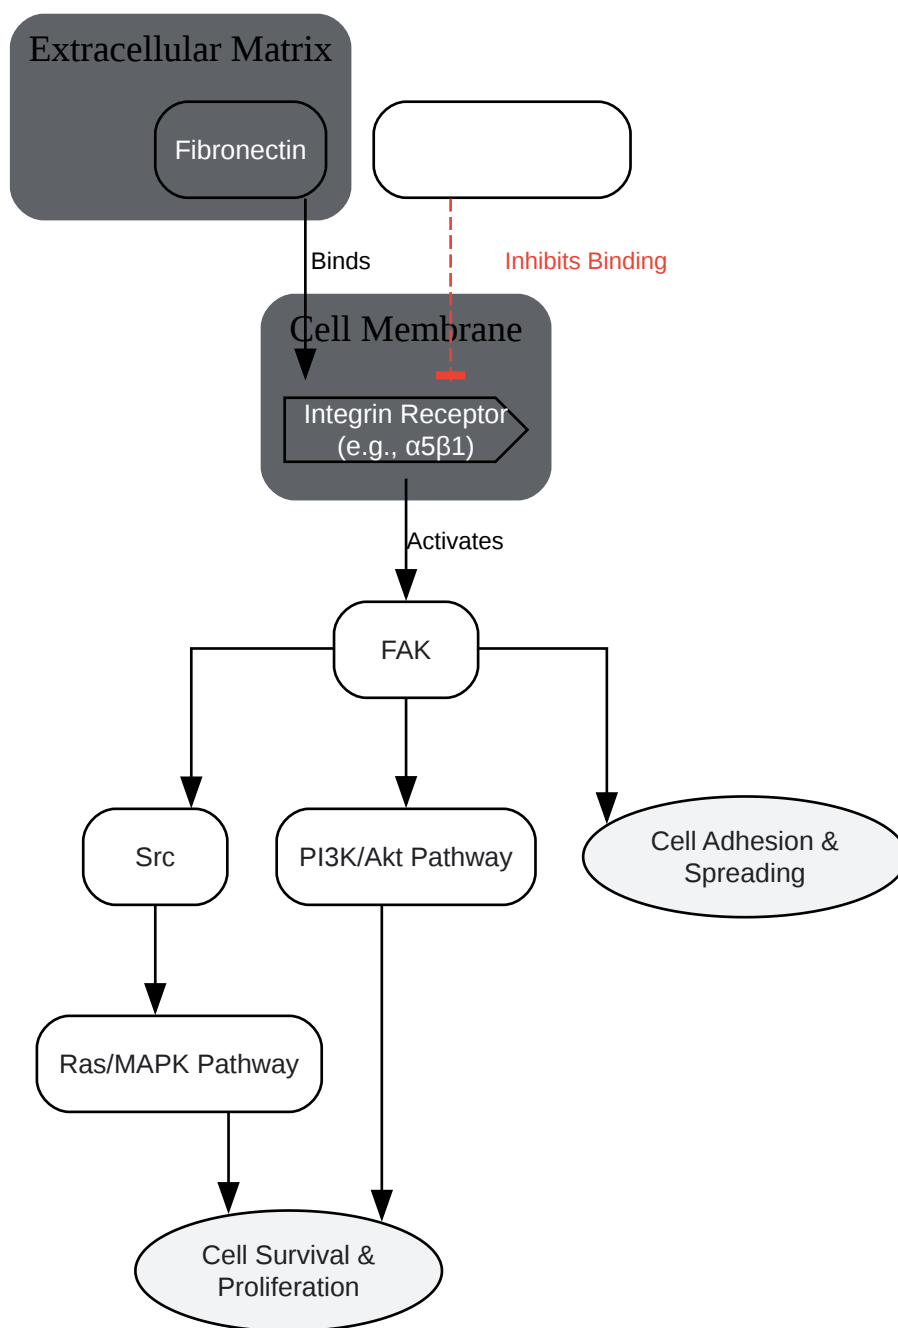 Extracellular Matrix
Fibronectin
Binds
Inhibits Binding
Cell Membrane
Integrin Receptor
(e.g., α5β1)
Activates
FAK
Src
PI3K/Akt Pathway
Cell Adhesion &
Spreading
Ras/MAPK Pathway
Cell Survival &
Proliferation